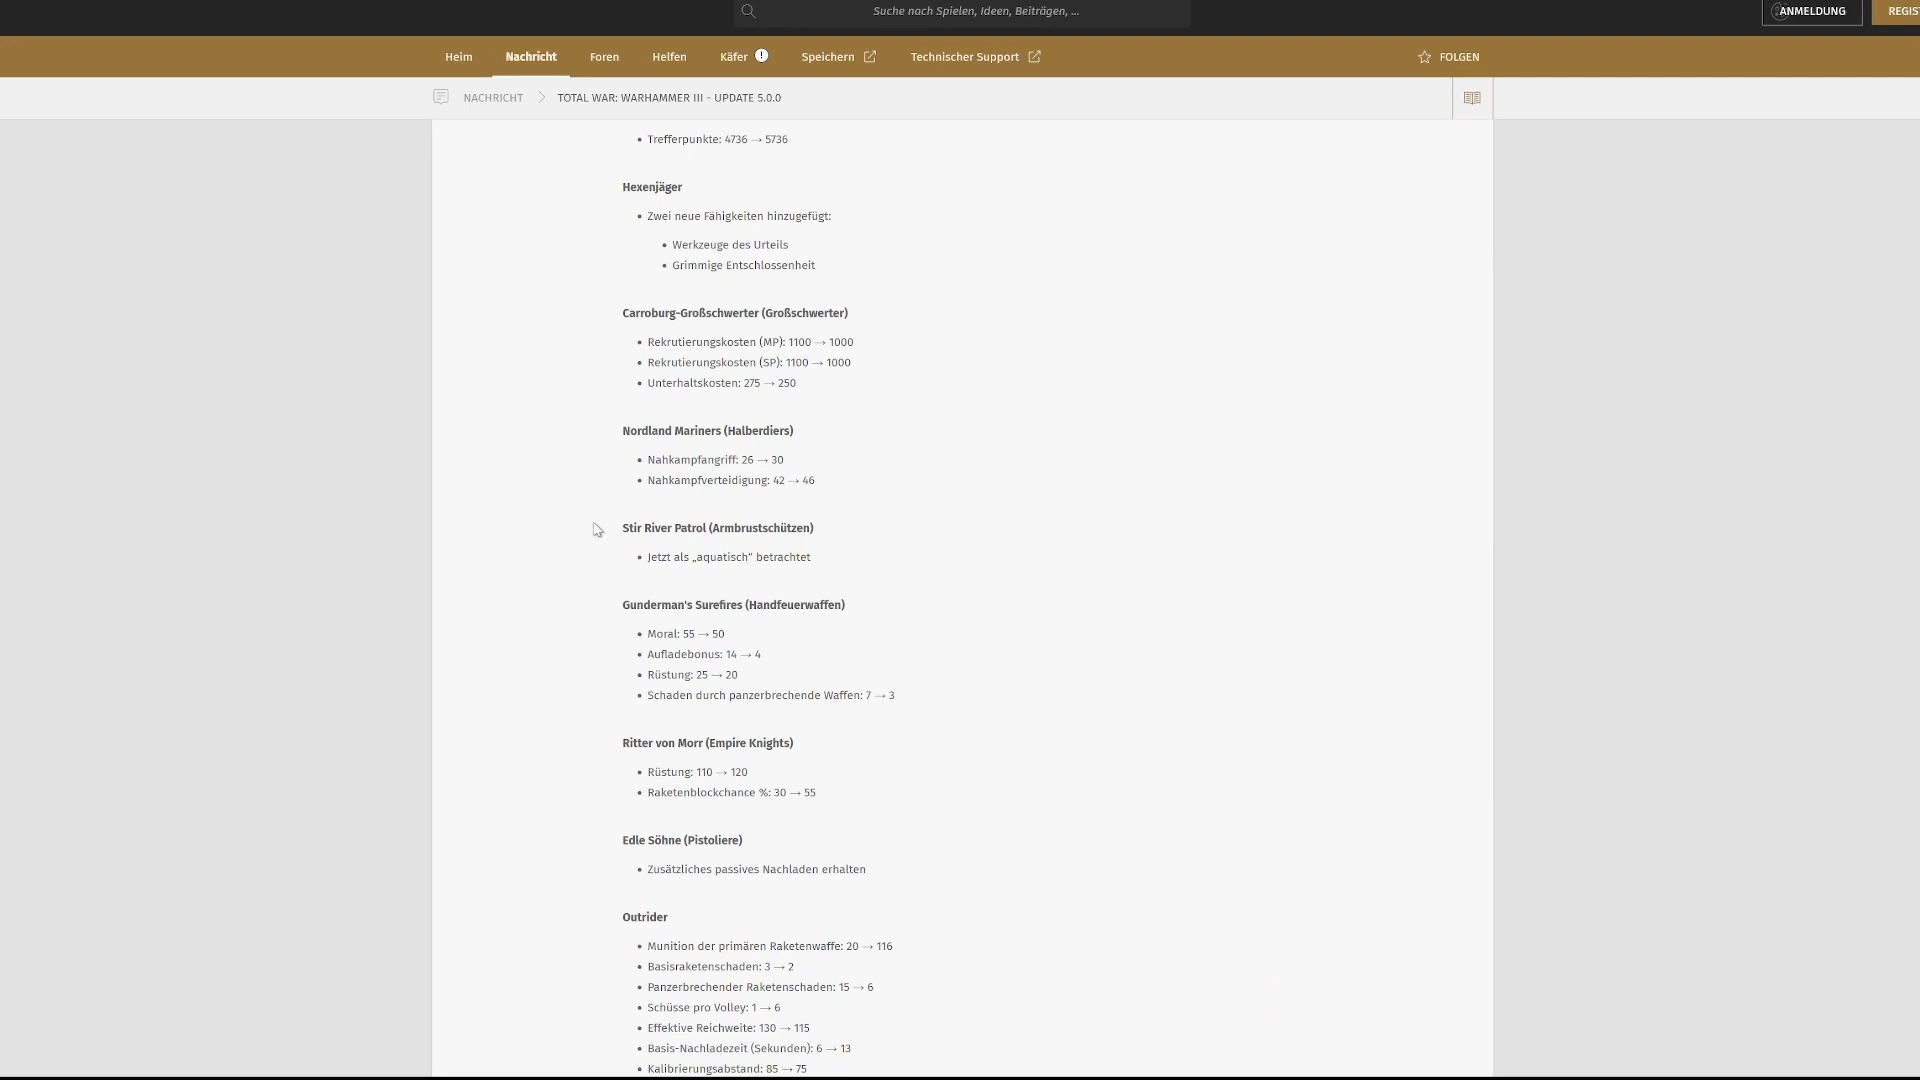 Suche nach Spielen, Ideen, Beiträgen, ...
ANMELDUNG
REGIS
Heim
Nachricht
Foren
Helfen
Käfer
Speichern
Technischer Support
FOLGEN
NACHRICHT
TOTAL WAR: WARHAMMER III - UPDATE 5.0.0
• Trefferpunkte: 4736 → 5736
Hexenjäger
• Zwei neue Fähigkeiten hinzugefügt:
• Werkzeuge des Urteils
• Grimmige Entschlossenheit
Carroburg-Großschwerter (Großschwerter)
• Rekrutierungskosten (MP): 1100 → 1000
• Rekrutierungskosten (SP): 1100 → 1000
• Unterhaltskosten: 275 → 250
Nordland Mariners (Halberdiers)
• Nahkampfangriff: 26 → 30
• Nahkampfverteidigung: 42 → 46
Stir River Patrol (Armbrustschützen)
• Jetzt als „aquatisch“ betrachtet
Gunderman's Surefires (Handfeuerwaffen)
• Moral: 55 → 50
• Aufladebonus: 14 → 4
• Rüstung: 25 → 20
• Schaden durch panzerbrechende Waffen: 7 → 3
Ritter von Morr (Empire Knights)
• Rüstung: 110 → 120
• Raketenblockchance %: 30 → 55
Edle Söhne (Pistoliere)
• Zusätzliches passives Nachladen erhalten
Outrider
• Munition der primären Raketenwaffe: 20 → 116
• Basisraketenschaden: 3 → 2
• Panzerbrechender Raketenschaden: 15 → 6
• Schüsse pro Volley: 1 → 6
• Effektive Reichweite: 130 → 115
• Basis-Nachladezeit (Sekunden): 6 → 13
• Kalibrierungsabstand: 85 → 75